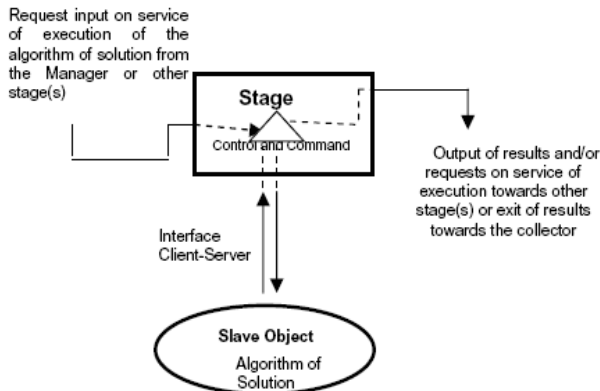 Request input on service
of execution of the
algorithm of solution from
the Manager or other
stage(s)
Stage
Control and Command
Output of results and/or
requests on service of
execution towards other
stage(s) or exit of results
towards the collector
Interface
Client-Server
Slave Object
Algorithm of
Solution